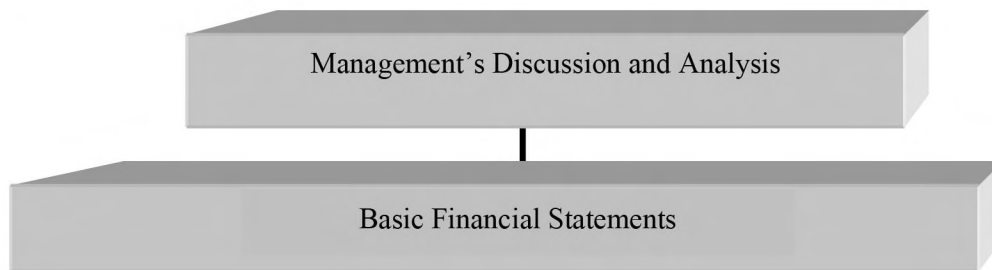 Management’s Discussion and Analysis
Basic Financial Statements